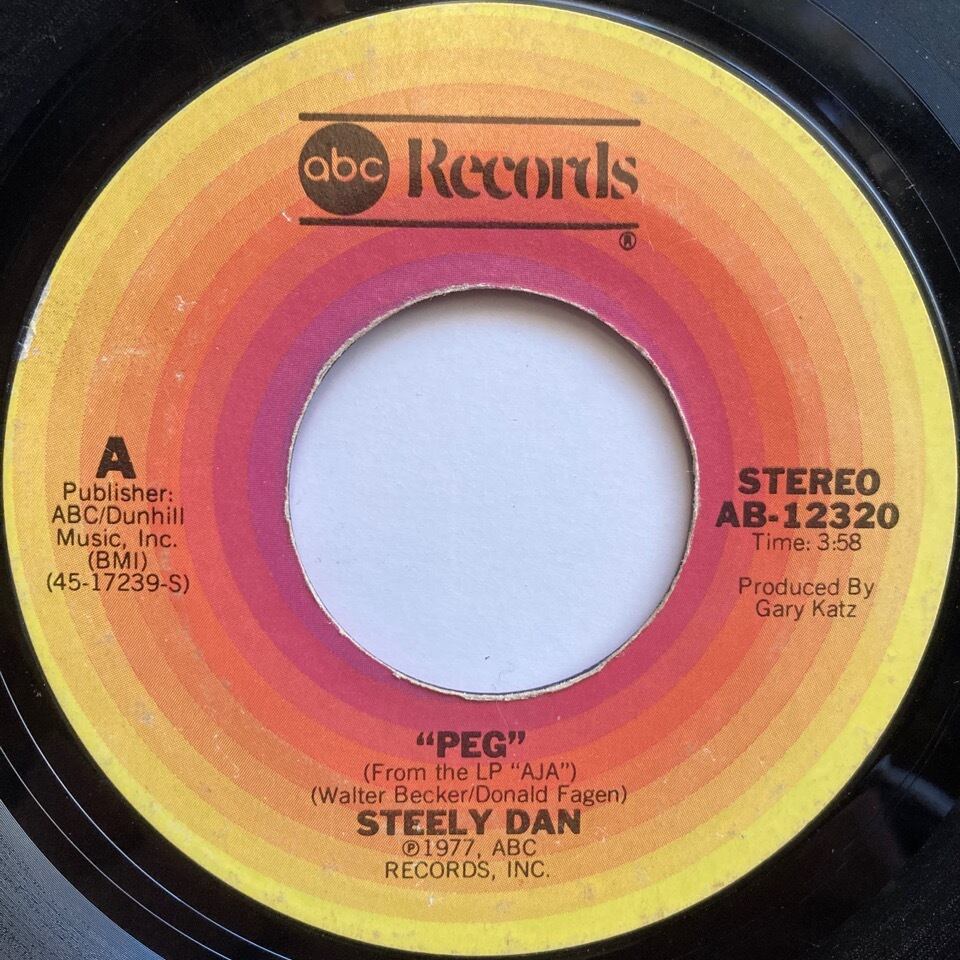 abc Records
®
A
Publisher:
ABC/Dunhill
Music, Inc.
(BMI)
(45-17239-S)
STEREO
AB-12320
Time: 3:58
Produced By
Gary Katz
“PEG”
(From the LP “AJA”)
(Walter Becker/Donald Fagen)
STEELY DAN
℗1977, ABC
RECORDS, INC.